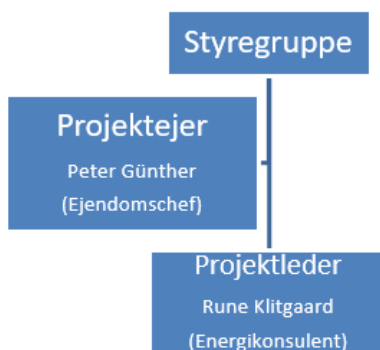 Styregruppe
Projektejer
Peter Günther
(Ejendomschef)
Projektleder
Rune Klitgaard
(Energikonsulent)